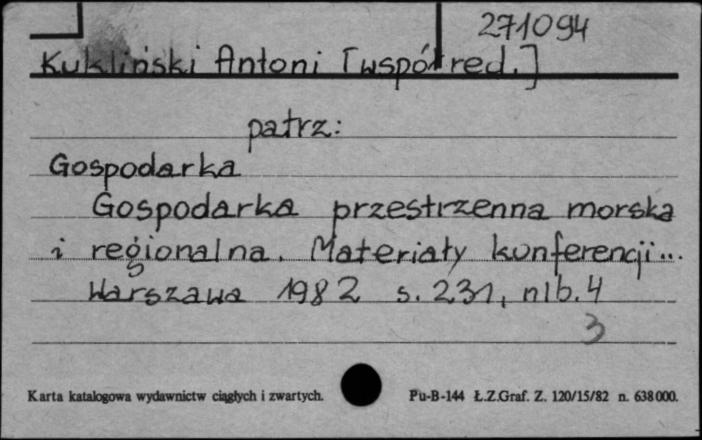 271094
Kukliński Antoni [współred.]
patrz:
Gospodarka
Gospodarka przestrzenna morska
i regionalna. Materiały konferencji...
Warszawa 1982 s. 231, nlb. 4
3
Karta katalogowa wydawnictw ciągłych i zwartych. Pu-B-144 Ł.Z.Graf. Z. 120/15/82 n. 638000.